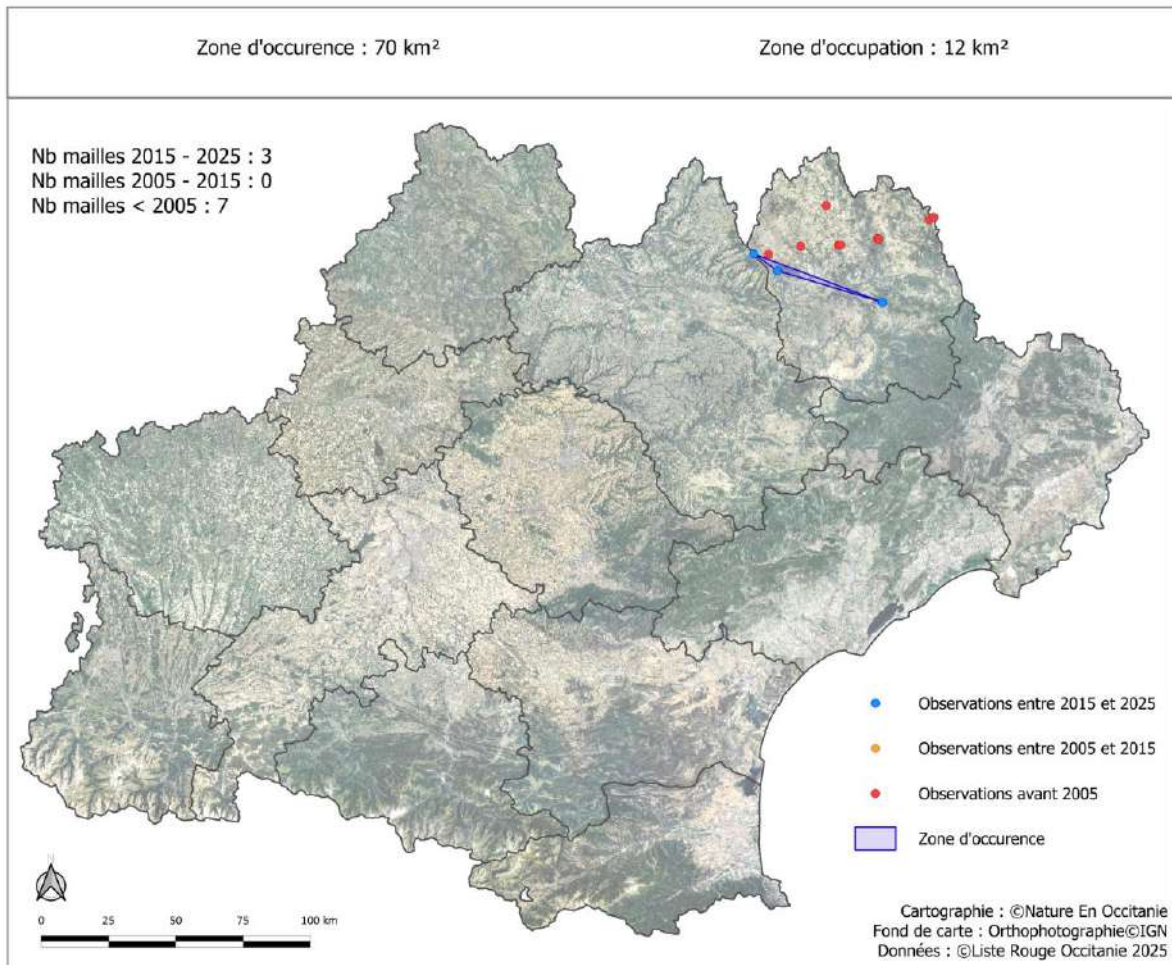 Zone d'occurence : 70 km²
Zone d'occupation : 12 km²
Nb mailles 2015 - 2025 : 3
Nb mailles 2005 - 2015 : 0
Nb mailles < 2005 : 7
Observations entre 2015 et 2025
Observations entre 2005 et 2015
Observations avant 2005
Zone d'occurence
N
0 25 50 75 100 km
Cartographie : ©Nature En Occitanie
Fond de carte : Orthophotographie©IGN
Données : ©Liste Rouge Occitanie 2025